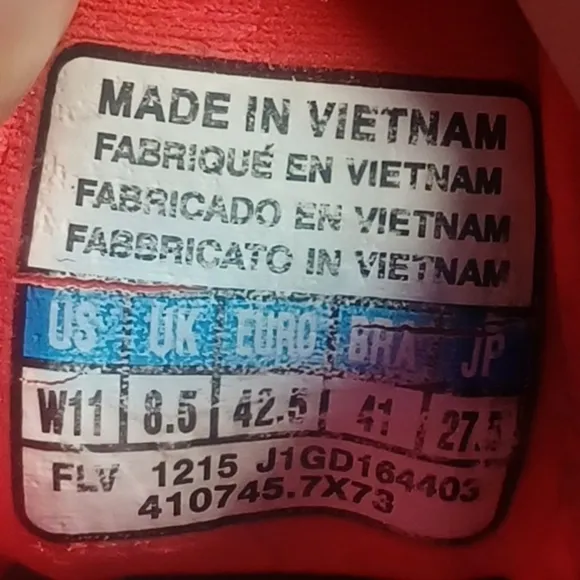 MADE IN VIETNAM
FABRIQUÉ EN VIETNAM
FABRICADO EN VIETNAM
FABBRICATO IN VIETNAM
US UK EURO BRA JP
W11 8.5 42.5 41 27.5
FLV 1215 J1GD164403
410745.7X73